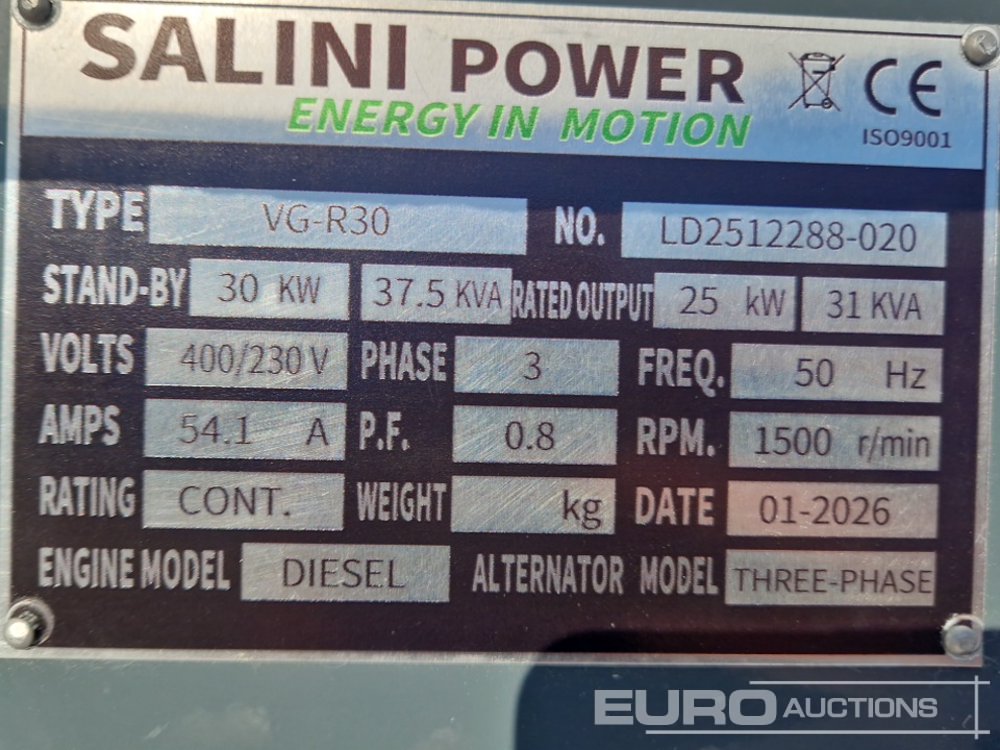 SALINI POWER
ENERGY IN MOTION
CE
ISO9001
TYPE VG-R30 NO. LD2512288-020
STAND-BY 30 KW 37.5 KVA RATED OUTPUT 25 kW 31 KVA
VOLTS 400/230 V PHASE 3 FREQ. 50 Hz
AMPS 54.1 A P.F. 0.8 RPM. 1500 r/min
RATING CONT. WEIGHT kg DATE 01-2026
ENGINE MODEL DIESEL ALTERNATOR MODEL THREE-PHASE
EURO AUCTIONS